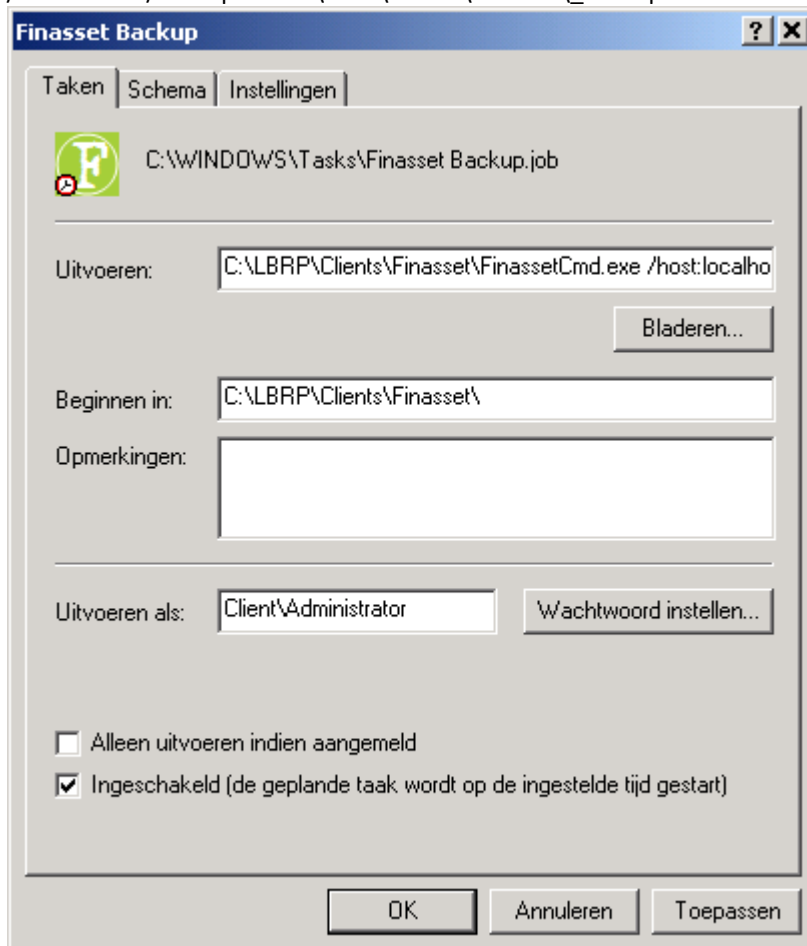 Finasset Backup
Taken Schema Instellingen
C:\WINDOWS\Tasks\Finasset Backup.job
Uitvoeren: C:\LBRP\Clients\Finasset\FinassetCmd.exe /host:localho
Bladeren...
Beginnen in: C:\LBRP\Clients\Finasset\
Opmerkingen:
Uitvoeren als: Client\Administrator Wachtwoord instellen...
Alleen uitvoeren indien aangemeld
Ingeschakeld (de geplande taak wordt op de ingestelde tijd gestart)
OK Annuleren Toepassen